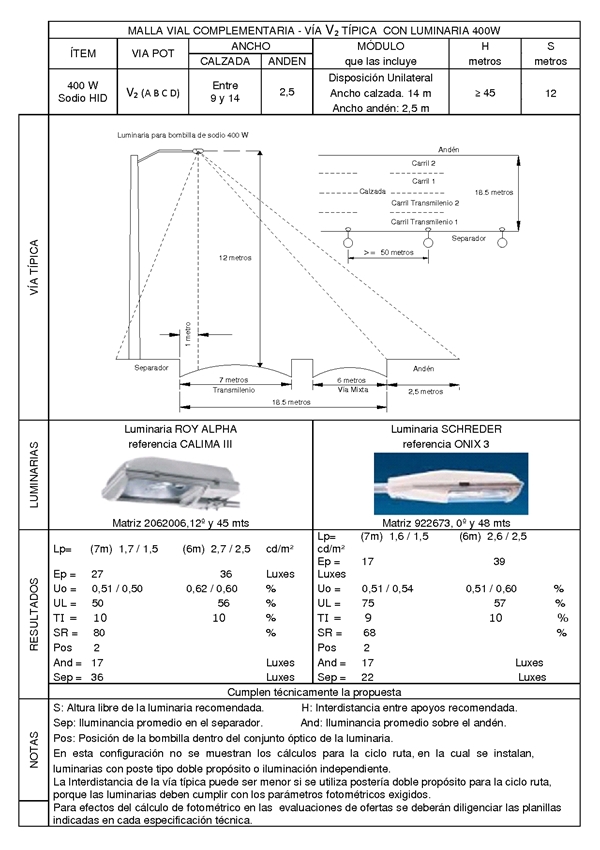 MALLA VIAL COMPLEMENTARIA - VÍA V₂ TÍPICA CON LUMINARIA 400W
ÍTEM
VIA POT
ANCHO
CALZADA
ANDEN
MÓDULO
que las incluye
H
metros
S
metros
400 W
Sodio HID
V₂ (A B C D)
Entre
9 y 14
2,5
Disposición Unilateral
Ancho calzada. 14 m
Ancho andén: 2,5 m
≥ 45
12
VÍA TÍPICA
Luminaria para bombilla de sodio 400 W
Andén
Carril 2
Carril 1
Calzada
Carril Transmilenio 2
Carril Transmilenio 1
18.5 metros
Separador
>= 50 metros
12 metros
1 metro
Separador
Andén
7 metros
Transmilenio
6 metros
Vía Mixta
2,5 metros
18.5 metros
LUMINARIAS
Luminaria ROY ALPHA
referencia CALIMA III
Matriz 2062006,12º y 45 mts
Luminaria SCHREDER
referencia ONIX 3
Matriz 922673, 0º y 48 mts
RESULTADOS
Lp= (7m) 1,7 / 1,5 (6m) 2,7 / 2,5 cd/m²
Ep = 27 36 Luxes
Uo = 0,51 / 0,50 0,62 / 0,60 %
UL = 50 56 %
TI = 10 10 %
SR = 80 %
Pos 2
And = 17 Luxes
Sep = 36 Luxes
Lp= (7m) 1,6 / 1,5 (6m) 2,6 / 2,5
cd/m²
Ep = 17 39
Luxes
Uo = 0,51 / 0,54 0,51 / 0,60 %
UL = 75 57 %
TI = 9 10 %
SR = 68 %
Pos 2
And = 17 Luxes
Sep = 22 Luxes
Cumplen técnicamente la propuesta
NOTAS
S: Altura libre de la luminaria recomendada. H: Interdistancia entre apoyos recomendada.
Sep: Iluminancia promedio en el separador. And: Iluminancia promedio sobre el andén.
Pos: Posición de la bombilla dentro del conjunto óptico de la luminaria.
En esta configuración no se muestran los cálculos para la ciclo ruta, en la cual se instalan,
luminarias con poste tipo doble propósito o iluminación independiente.
La Interdistancia de la vía típica puede ser menor si se utiliza postería doble propósito para la ciclo ruta,
porque las luminarias deben cumplir con los parámetros fotométricos exigidos.
Para efectos del cálculo de fotométrico en las evaluaciones de ofertas se deberán diligenciar las planillas
indicadas en cada especificación técnica.